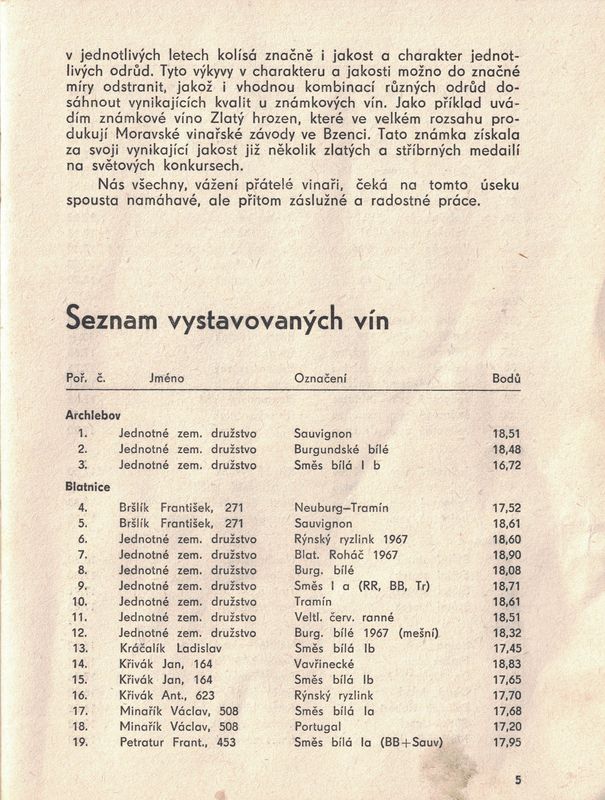 v jednotlivých letech kolísá značně i jakost a charakter jednot-
livých odrůd. Tyto výkyvy v charakteru a jakosti možno do značné
míry odstranit, jakož i vhodnou kombinací různých odrůd do-
sáhnout vynikajících kvalit u známkových vín. Jako příklad uvá-
dím známkové víno Zlatý hrozen, které ve velkém rozsahu pro-
dukují Moravské vinařské závody ve Bzenci. Tato známka získala
za svoji vynikající jakost již několik zlatých a stříbrných medailí
na světových konkursech.
Nás všechny, vážení přátelé vinaři, čeká na tomto úseku
spousta namáhavé, ale přitom záslužné a radostné práce.
Seznam vystavovaných vín
Poř. č. Jméno Označení Bodů
Archlebov
1. Jednotné zem. družstvo Sauvignon 18,51
2. Jednotné zem. družstvo Burgundské bílé 18,48
3. Jednotné zem. družstvo Směs bílá I b 16,72
Blatnice
4. Bršlík František, 271 Neuburg–Tramín 17,52
5. Bršlík František, 271 Sauvignon 18,61
6. Jednotné zem. družstvo Rýnský ryzlink 1967 18,60
7. Jednotné zem. družstvo Blat. Roháč 1967 18,90
8. Jednotné zem. družstvo Burg. bílé 18,08
9. Jednotné zem. družstvo Směs I a (RR, BB, Tr) 18,71
10. Jednotné zem. družstvo Tramín 18,61
11. Jednotné zem. družstvo Veltl. červ. ranné 18,51
12. Jednotné zem. družstvo Burg. bílé 1967 (mešní) 18,32
13. Kráčalík Ladislav Směs bílá Ib 17,45
14. Křivák Jan, 164 Vavřinecké 18,83
15. Křivák Jan, 164 Směs bílá Ib 17,65
16. Křivák Ant., 623 Rýnský ryzlink 17,70
17. Minařík Václav, 508 Směs bílá Ia 17,68
18. Minařík Václav, 508 Portugal 17,20
19. Petratur Frant., 453 Směs bílá Ia (BB+Sauv) 17,95
5